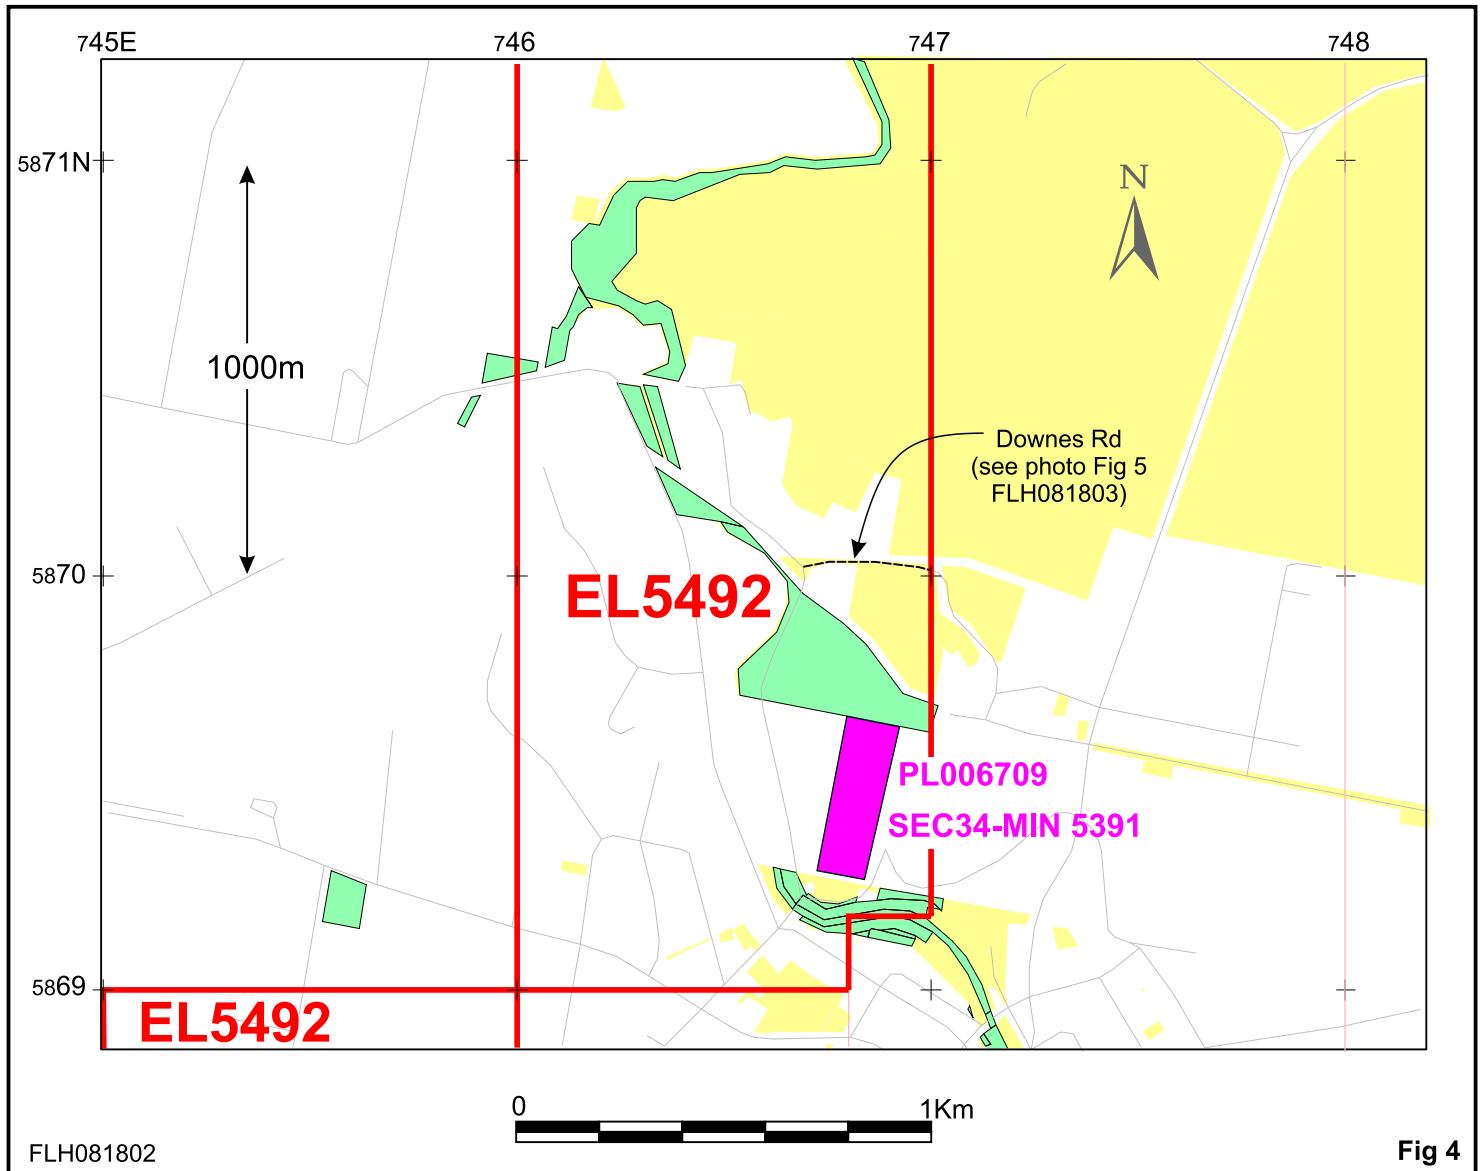 745E
746
747
748
5871N
N
1000m
Downes Rd
(see photo Fig 5
FLH081803)
5870
EL5492
PL006709
SEC34-MIN 5391
5869
EL5492
0
1Km
FLH081802
Fig 4